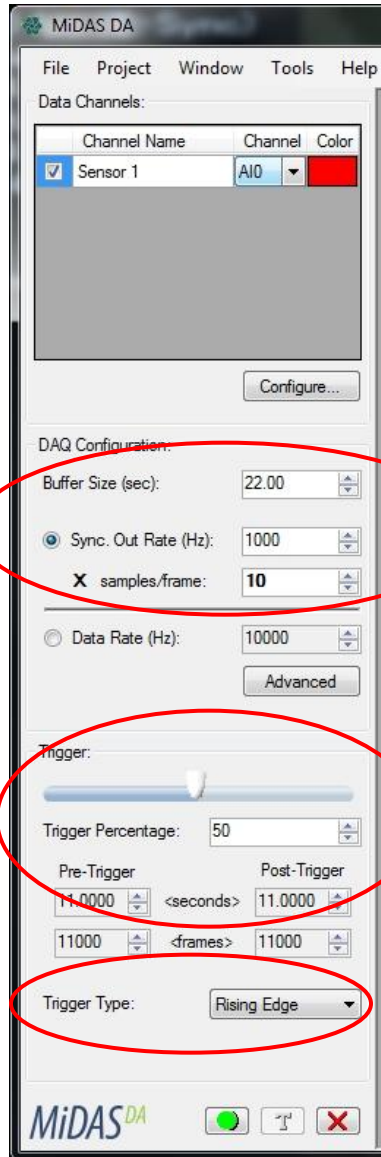 MiDAS DA
File Project Window Tools Help
Data Channels:
Channel Name Channel Color
Sensor 1 AI0
Configure...
DAQ Configuration:
Buffer Size (sec): 22.00
Sync. Out Rate (Hz): 1000
X samples/frame: 10
Data Rate (Hz): 10000
Advanced
Trigger:
Trigger Percentage: 50
Pre-Trigger Post-Trigger
11.0000 <seconds> 11.0000
11000 <frames> 11000
Trigger Type: Rising Edge
MiDAS DA T X